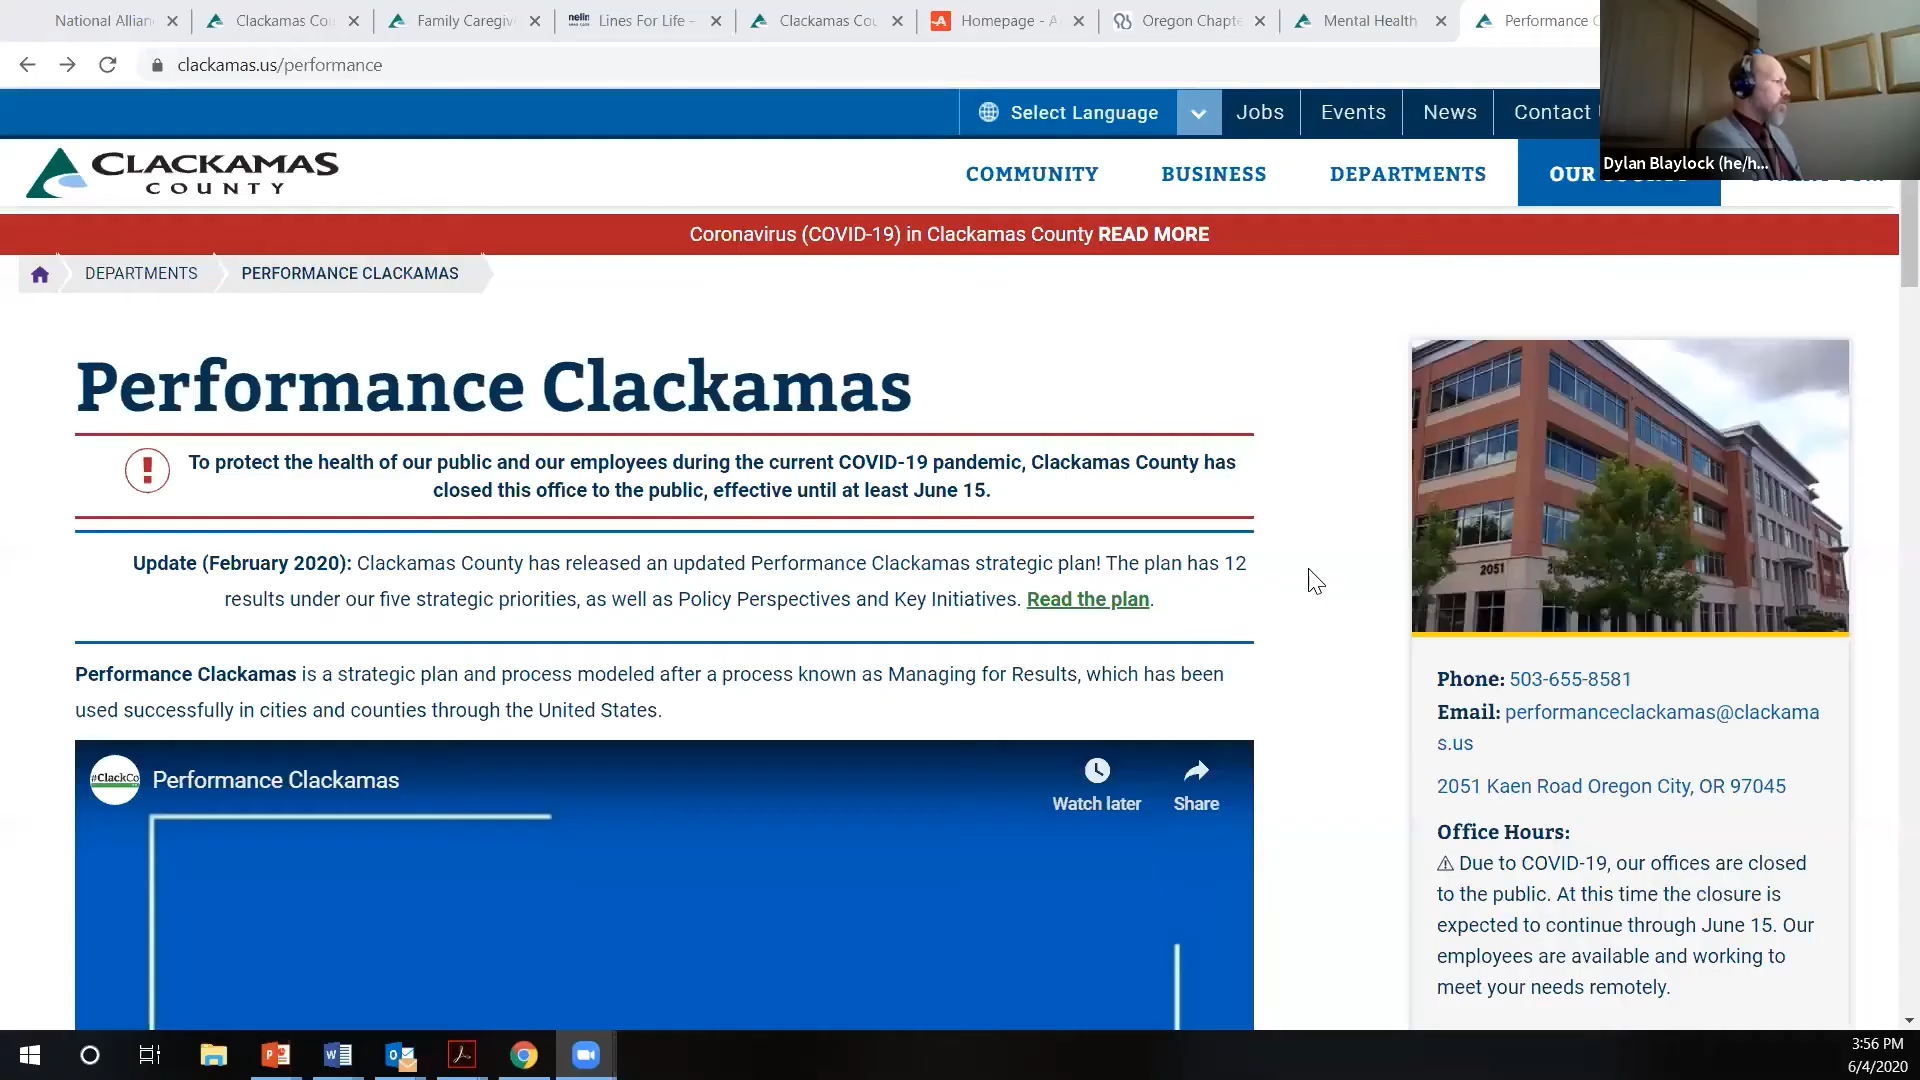 National Allian
Clackamas Cou
Family Caregiv
Lines For Life -
Clackamas Cou
Homepage - A
Oregon Chapte
Mental Health
Performance C
clackamas.us/performance
Select Language
Jobs
Events
News
Contact
CLACKAMAS
COUNTY
COMMUNITY
BUSINESS
DEPARTMENTS
OUR
Dylan Blaylock (he/h...
Coronavirus (COVID-19) in Clackamas County READ MORE
DEPARTMENTS
PERFORMANCE CLACKAMAS
Performance Clackamas
To protect the health of our public and our employees during the current COVID-19 pandemic, Clackamas County has
closed this office to the public, effective until at least June 15.
Update (February 2020): Clackamas County has released an updated Performance Clackamas strategic plan! The plan has 12
results under our five strategic priorities, as well as Policy Perspectives and Key Initiatives. Read the plan.
Performance Clackamas is a strategic plan and process modeled after a process known as Managing for Results, which has been
used successfully in cities and counties through the United States.
#ClackCo
Performance Clackamas
Watch later
Share
2051
Phone: 503-655-8581
Email: performanceclackamas@clackama
s.us
2051 Kaen Road Oregon City, OR 97045
Office Hours:
⚠ Due to COVID-19, our offices are closed
to the public. At this time the closure is
expected to continue through June 15. Our
employees are available and working to
meet your needs remotely.
3:56 PM
6/4/2020